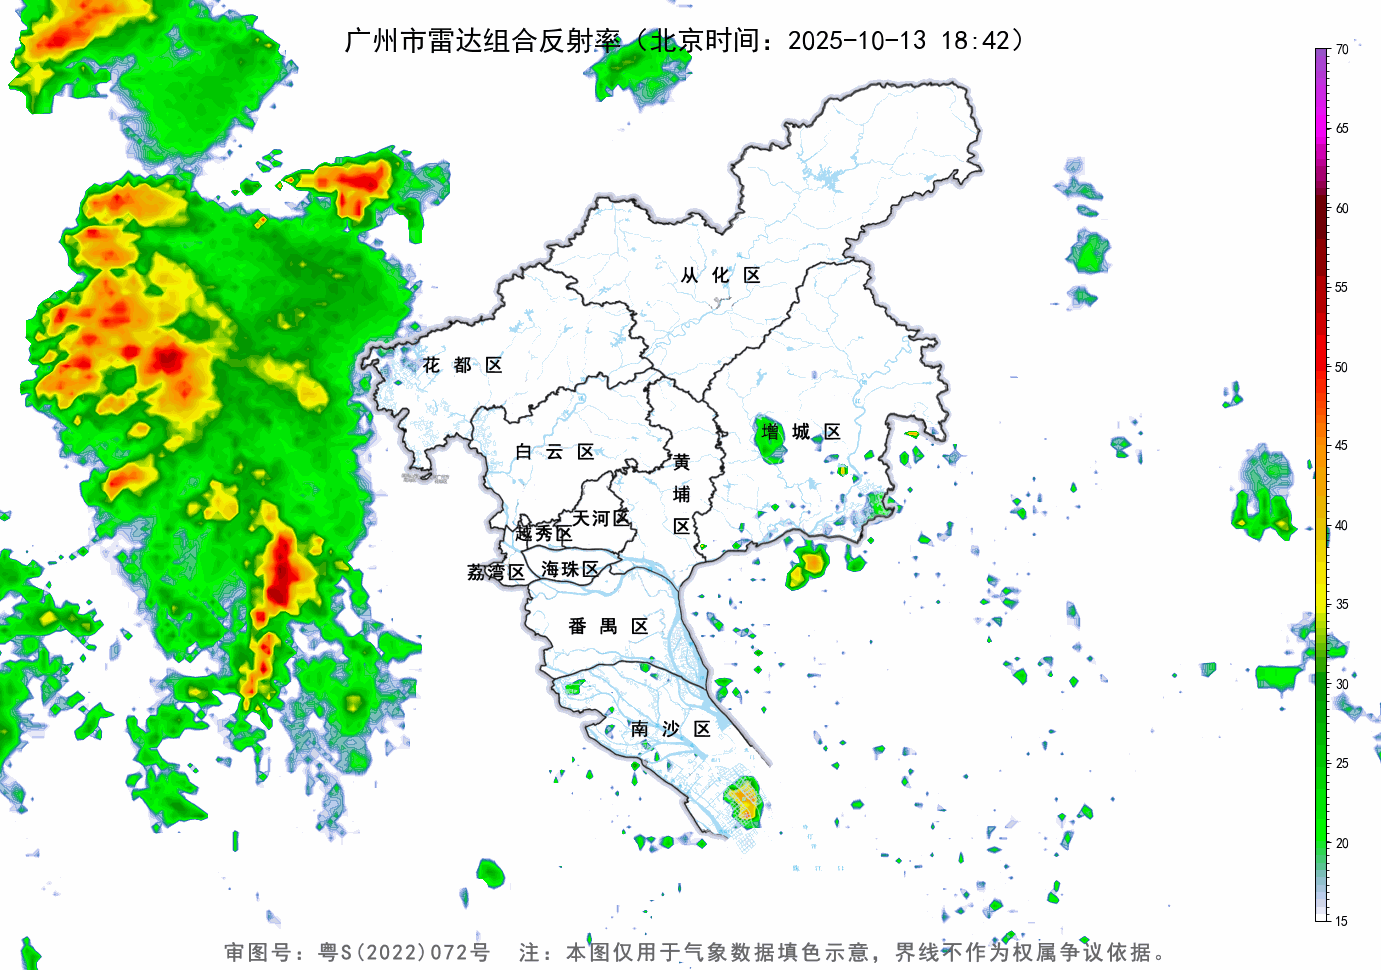 广州市雷达组合反射率（北京时间：2025-10-13 18:42）
70
65
60
55
50
45
40
35
30
25
20
15
从化区
花都区
增城区
白云区
黄埔区
天河区
越秀区
荔湾区
海珠区
番禺区
南沙区
审图号：粤S(2022)072号 注：本图仅用于气象数据填色示意，界线不作为权属争议依据。